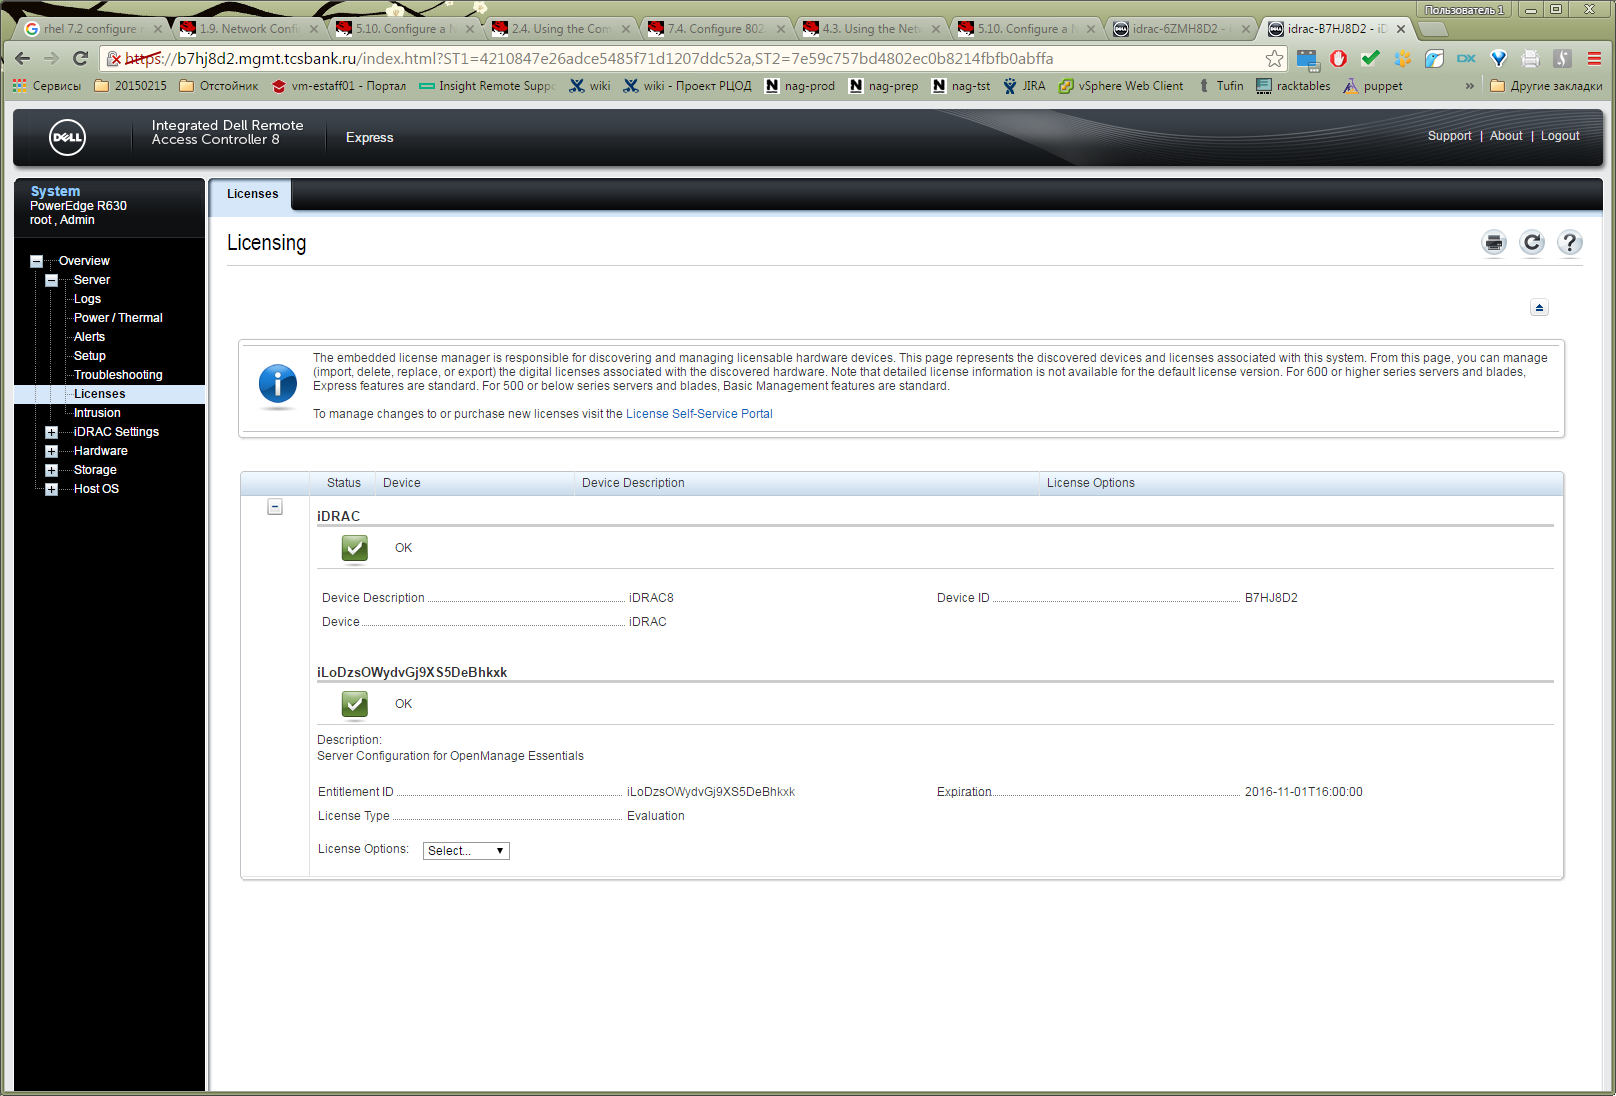 Пользователь 1
rhel 7.2 configure
1.9. Network Confi
5.10. Configure a N
2.4. Using the Com
7.4. Configure 802.
4.3. Using the Netw
5.10. Configure a N
idrac-6ZMH8D2 -
idrac-B7HJ8D2 - iD
https://b7hj8d2.mgmt.tcsbank.ru/index.html?ST1=4210847e26adce5485f71d1207ddc52a,ST2=7e59c757bd4802ec0b8214fbfb0abffa
Сервисы
20150215
Отстойник
vm-estaff01 - Портал
Insight Remote Suppo
wiki
wiki - Проект РЦОД
nag-prod
nag-prep
nag-tst
JIRA
vSphere Web Client
Tufin
racktables
puppet
»
Другие закладки
DELL
Integrated Dell Remote
Access Controller 8
Express
Support | About | Logout
System
PowerEdge R630
root , Admin
Overview
Server
Logs
Power / Thermal
Alerts
Setup
Troubleshooting
Licenses
Intrusion
iDRAC Settings
Hardware
Storage
Host OS
Licenses
Licensing
The embedded license manager is responsible for discovering and managing licensable hardware devices. This page represents the discovered devices and licenses associated with this system. From this page, you can manage
(import, delete, replace, or export) the digital licenses associated with the discovered hardware. Note that detailed license information is not available for the default license version. For 600 or higher series servers and blades,
Express features are standard. For 500 or below series servers and blades, Basic Management features are standard.
To manage changes to or purchase new licenses visit the License Self-Service Portal
Status Device Device Description License Options
iDRAC
OK
Device Description iDRAC8 Device ID B7HJ8D2
Device iDRAC
iLoDzsOWydvGj9XS5DeBhkxk
OK
Description:
Server Configuration for OpenManage Essentials
Entitlement ID iLoDzsOWydvGj9XS5DeBhkxk Expiration 2016-11-01T16:00:00
License Type Evaluation
License Options: Select...